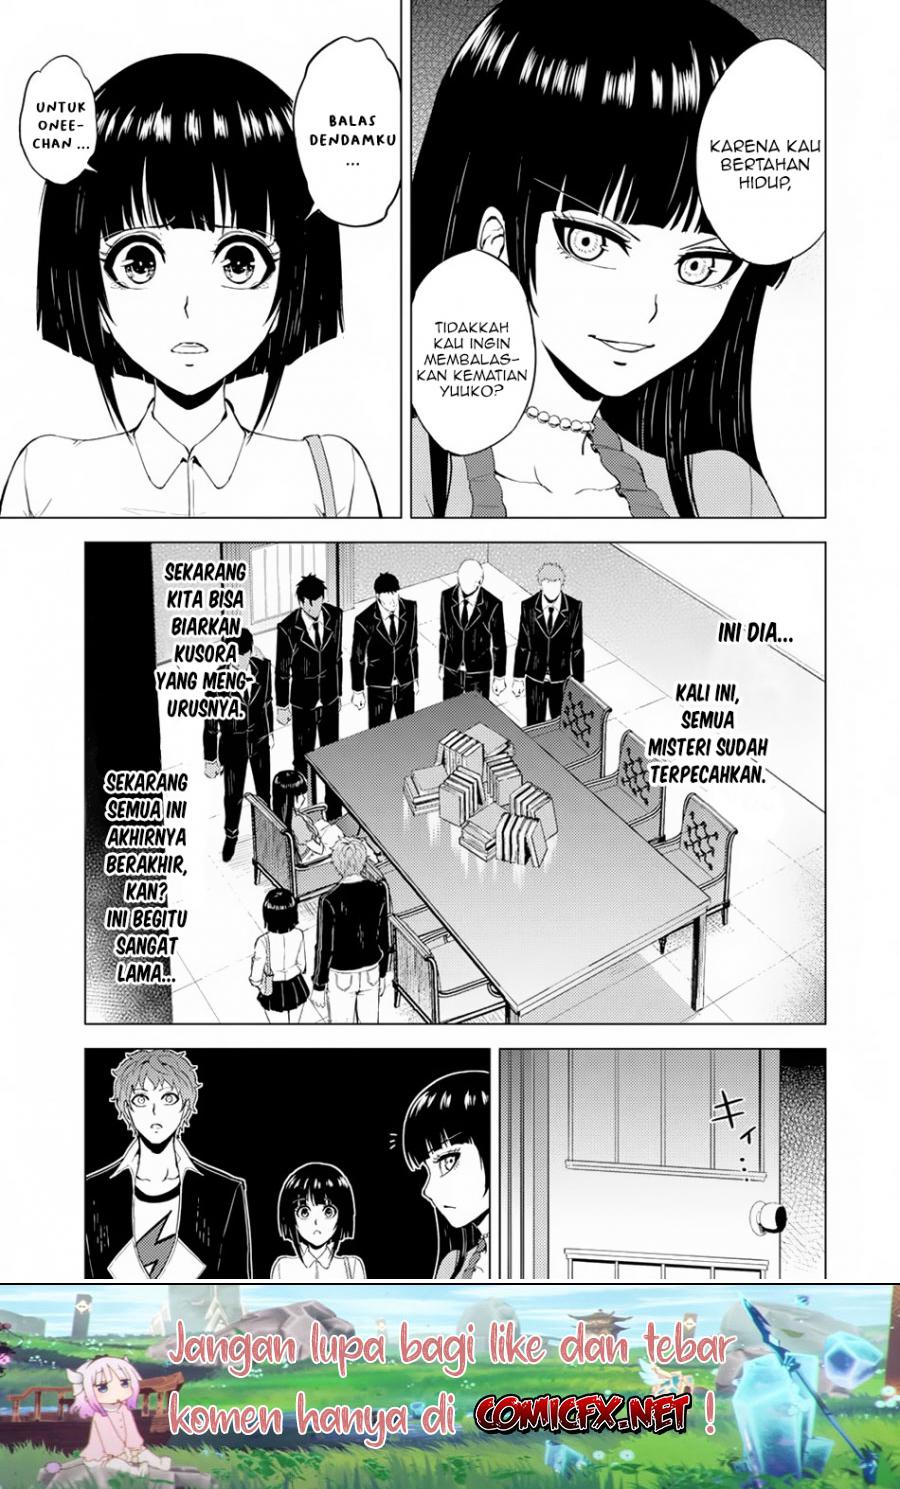 KARENA KAU
BERTAHAN
HIDUP,
TIDAKKAH
KAU INGIN
MEMBALAS-
KAN KEMATIAN
YUUKO?
BALAS
DENDAMKU
...
UNTUK
ONEE-
CHAN ...
INI DIA...
KALI INI,
SEMUA
MISTERI SUDAH
TERPECAHKAN.
SEKARANG
KITA BISA
BIARKAN
KUSORA
YANG MENG-
URUSNYA.
SEKARANG
SEMUA INI
AKHIRNYA
BERAKHIR,
KAN?
INI BEGITU
SANGAT
LAMA...
キィ...
Jangan lupa bagi like dan tebar
komen hanya di COMICFX.NET !